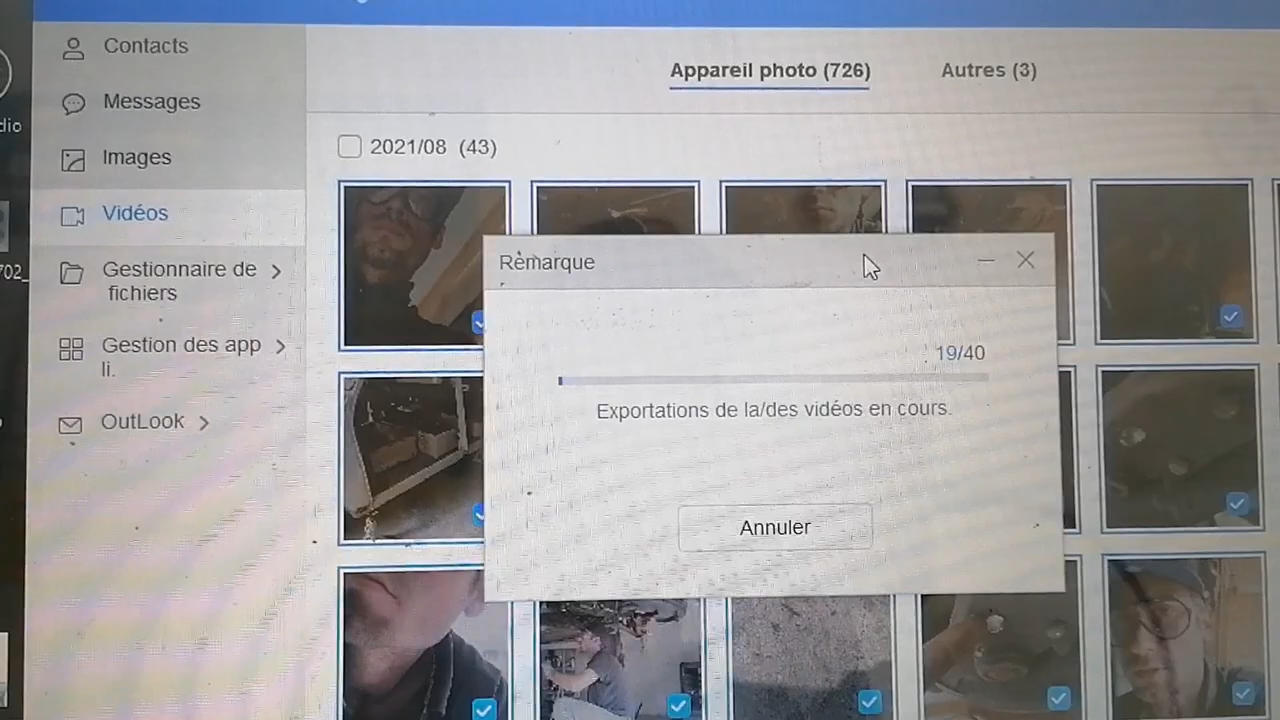 Contacts
Messages
Images
Vidéos
Gestionnaire de
fichiers
Gestion des app
li.
OutLook
Appareil photo (726)
Autres (3)
2021/08 (43)
Remarque
19/40
Exportations de la/des vidéos en cours.
Annuler
dio
702_